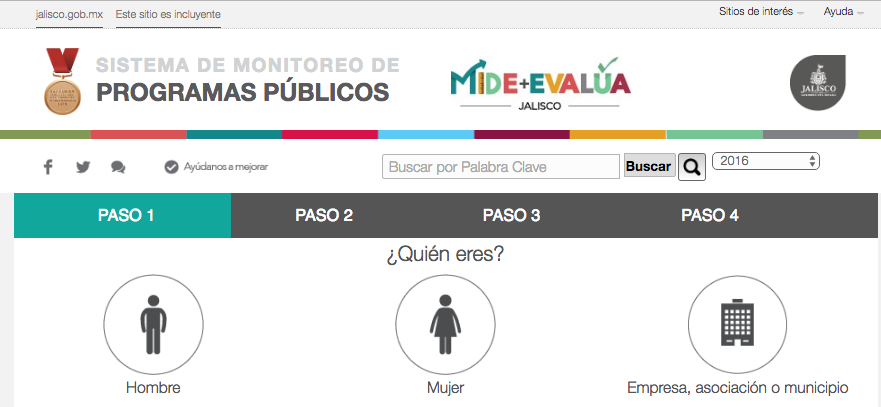 jalisco.gob.mx
Este sitio es incluyente
Sitios de interés
Ayuda
SISTEMA DE MONITOREO DE
PROGRAMAS PÚBLICOS
MIDE+EVALÚA
JALISCO
JALISCO
Ayúdanos a mejorar
Buscar por Palabra Clave
Buscar
2016
PASO 1
PASO 2
PASO 3
PASO 4
¿Quién eres?
Hombre
Mujer
Empresa, asociación o municipio